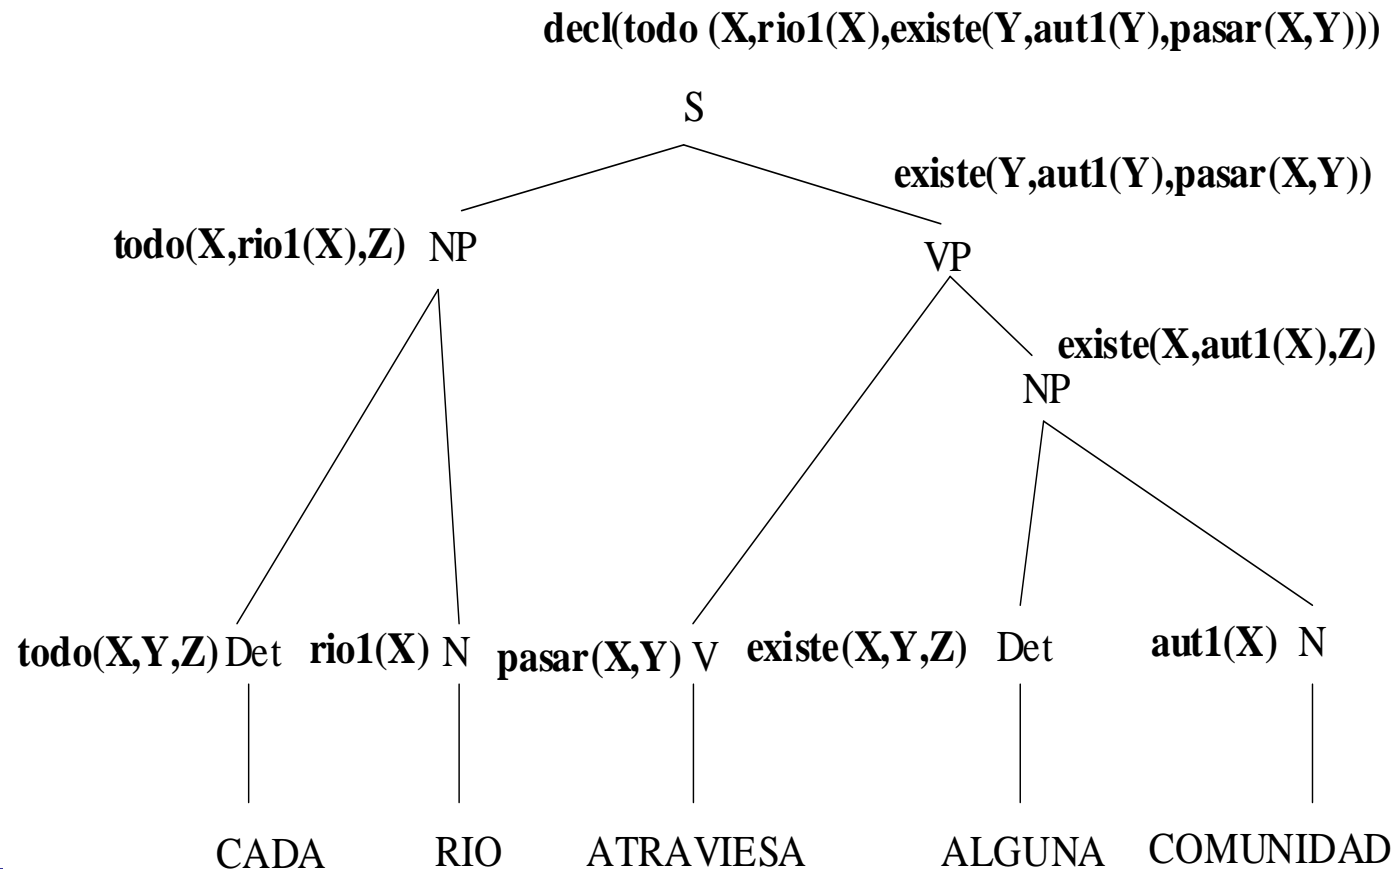 decl(todo (X,rio1(X),existe(Y,aut1(Y),pasar(X,Y)))
S
existe(Y,aut1(Y),pasar(X,Y))
todo(X,rio1(X),Z) NP
VP
existe(X,aut1(X),Z)
NP
todo(X,Y,Z) Det rio1(X) N pasar(X,Y) V existe(X,Y,Z) Det aut1(X) N
CADA RIO ATRAVIESA ALGUNA COMUNIDAD